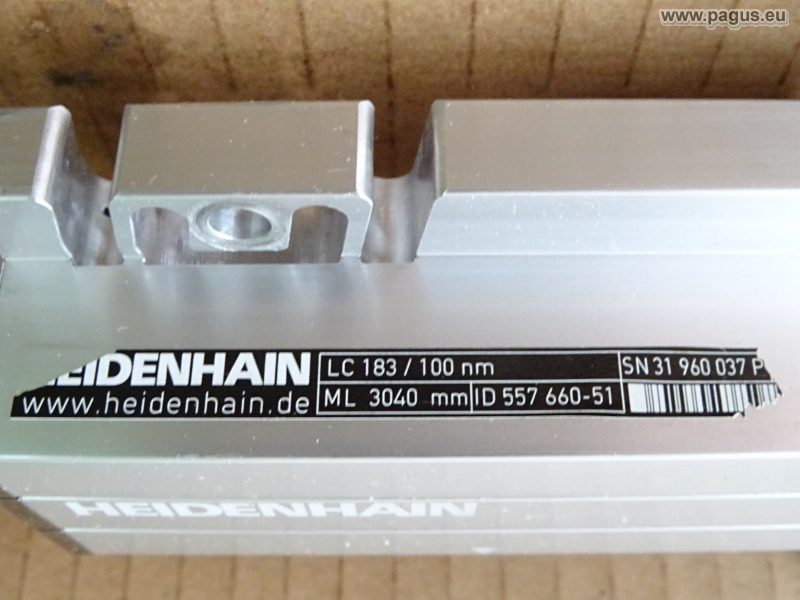 www.pagus.eu
HEIDENHAIN
www.heidenhain.de
LC 183 / 100 nm
ML 3040 mm
ID 557 660-51
SN 31 960 037 P
HEIDENHAIN